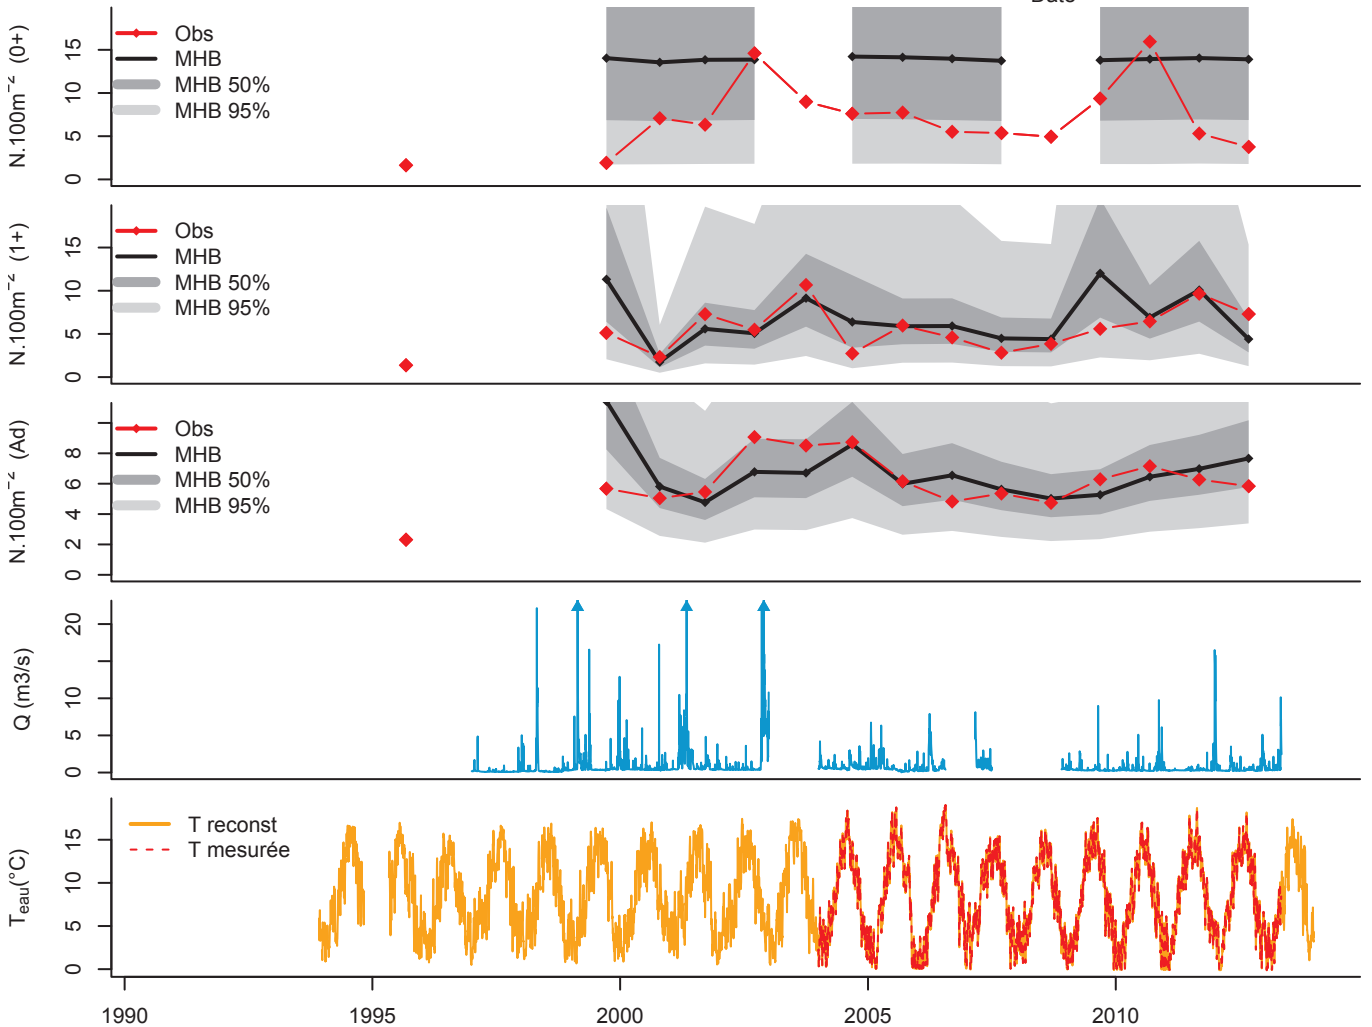 N.100m⁻² (0+)
15
10
5
0
Obs
MHB
MHB 50%
MHB 95%
N.100m⁻² (1+)
15
10
5
0
Obs
MHB
MHB 50%
MHB 95%
N.100m⁻² (Ad)
8
6
4
2
0
Obs
MHB
MHB 50%
MHB 95%
Q (m3/s)
20
10
5
0
Teau(°C)
15
10
5
0
T reconst
T mesurée
1990
1995
2000
2005
2010